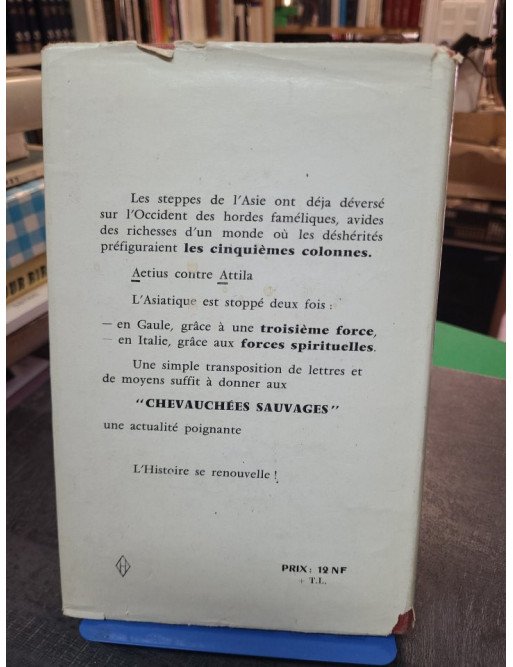 Les steppes de l'Asie ont déja déversé
sur l'Occident des hordes faméliques, avides
des richesses d'un monde où les déshérités
préfiguraient les cinquièmes colonnes.
Aetius contre Attila
L'Asiatique est stoppé deux fois :
— en Gaule, grâce à une troisième force,
— en Italie, grâce aux forces spirituelles.
Une simple transposition de lettres et
de moyens suffit à donner aux
"CHEVAUCHÉES SAUVAGES"
une actualité poignante
L'Histoire se renouvelle !
PRIX : 12 NF
+ T.L.